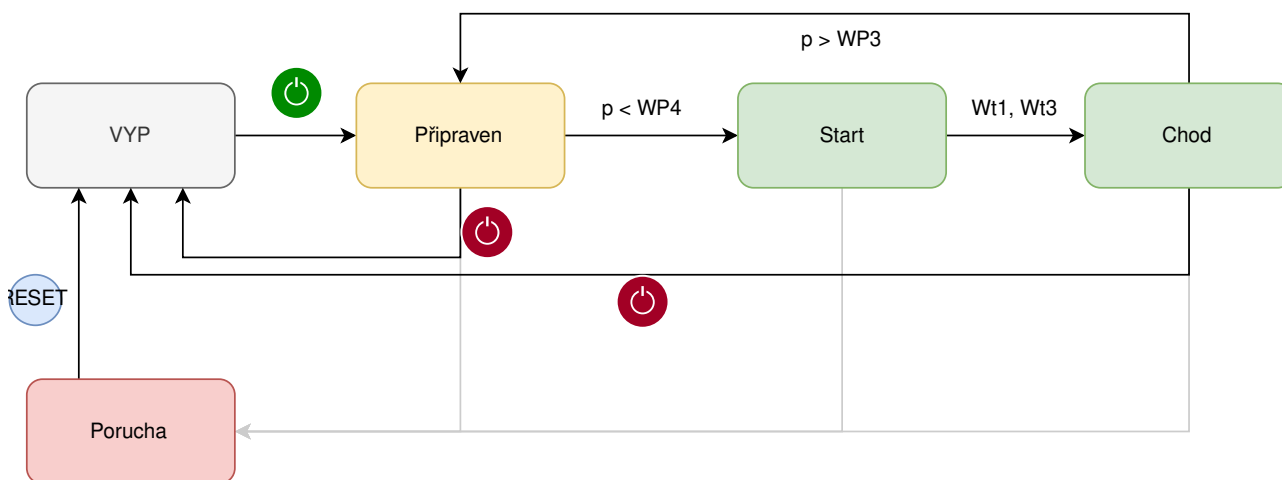 p > WP3
VYP
Připraven
p < WP4
Start
Wt1, Wt3
Chod
RESET
Porucha